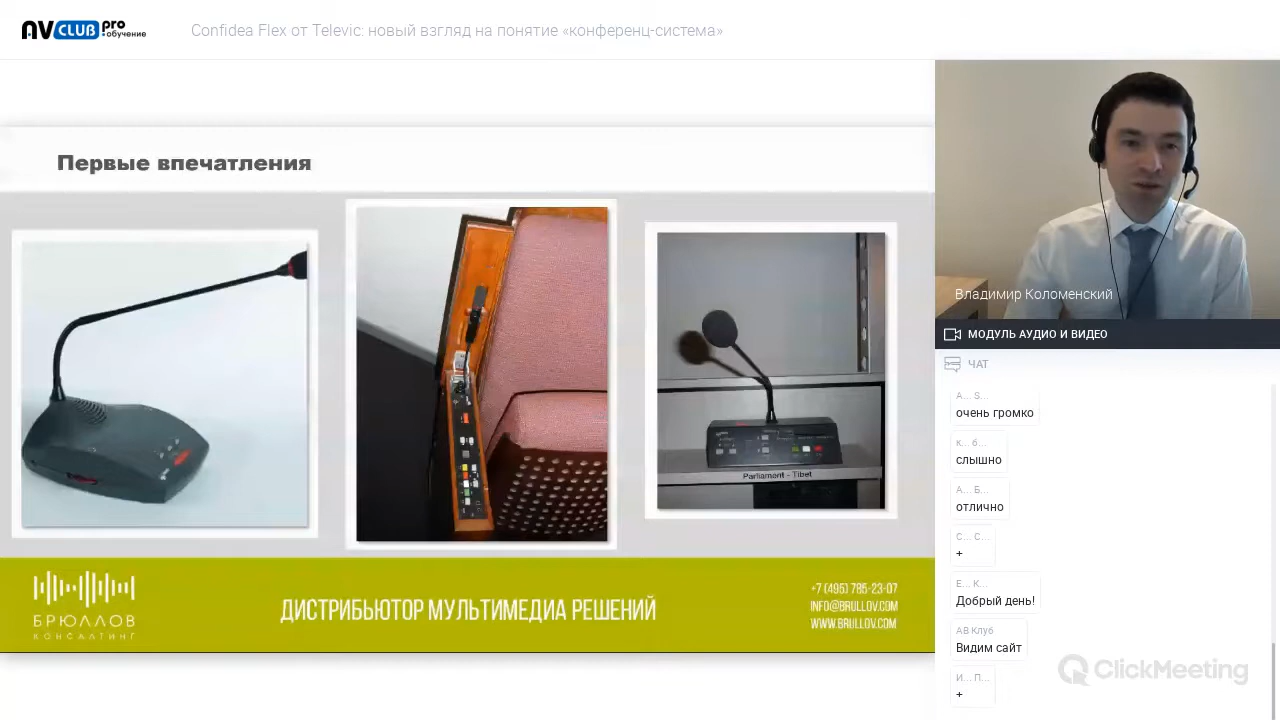 AV CLUB pro
обучение
Confidea Flex от Televic: новый взгляд на понятие «конференц-система»
Первые впечатления
Parliament - Tibet
БРЮЛЛОВ
КОНСАЛТИНГ
ДИСТРИБЬЮТОР МУЛЬТИМЕДИА РЕШЕНИЙ
+7 (495) 795-23-07
INFO@BRULLOV.COM
WWW.BRULLOV.COM
Владимир Коломенский
МОДУЛЬ АУДИО И ВИДЕО
ЧАТ
A... S...
очень громко
к... б...
слышно
А... Б...
отлично
С... С...
+
Е... К...
Добрый день!
АВ Клуб
Видим сайт
И... П...
+
ClickMeeting